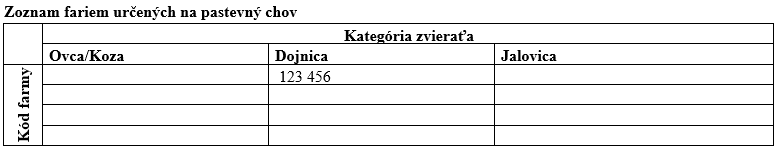 Zoznam fariem určených na pastevný chov
Kategória zvieraťa
Ovca/Koza Dojnica Jalovica
Kód farmy
123 456